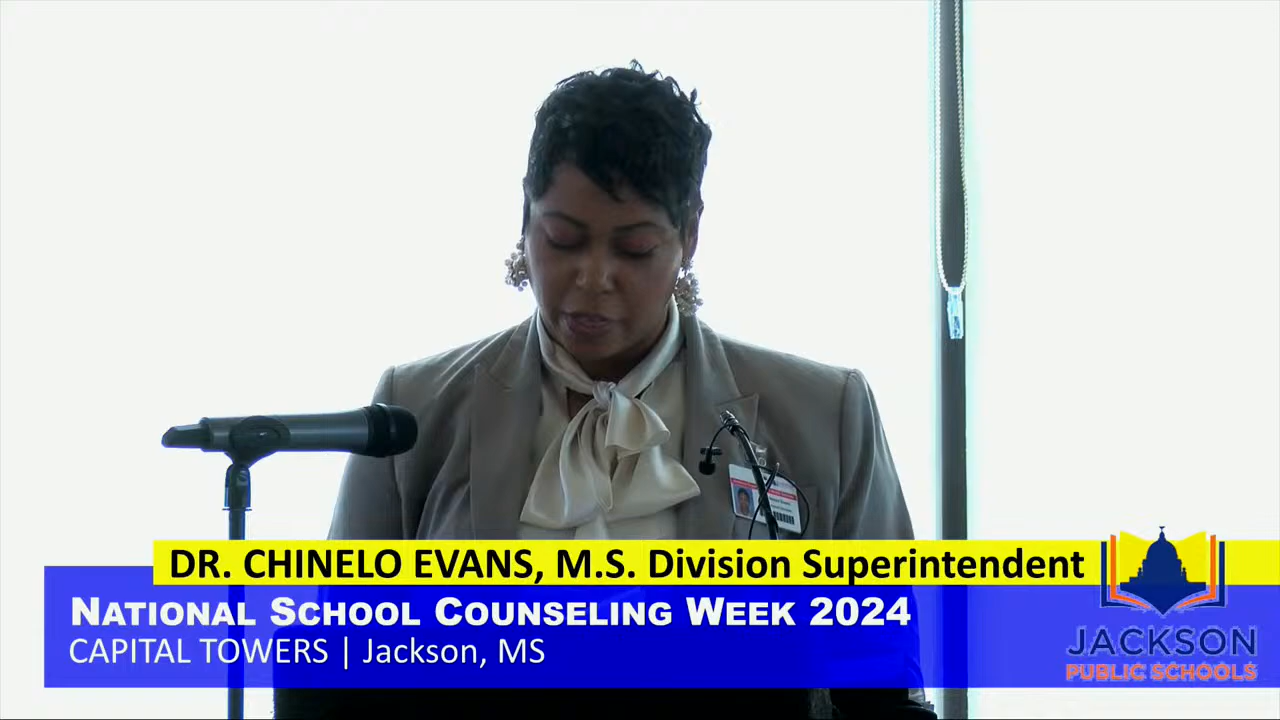 DR. CHINELO EVANS, M.S. Division Superintendent
NATIONAL SCHOOL COUNSELING WEEK 2024
CAPITAL TOWERS | Jackson, MS
JACKSON
PUBLIC SCHOOLS